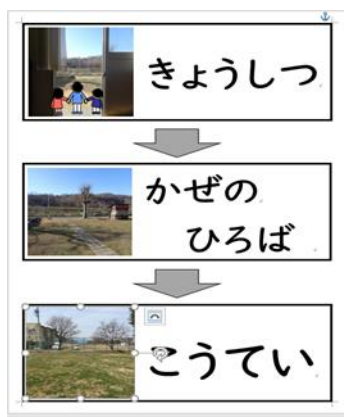 きょうしつ
かぜの
ひろば
こうてい